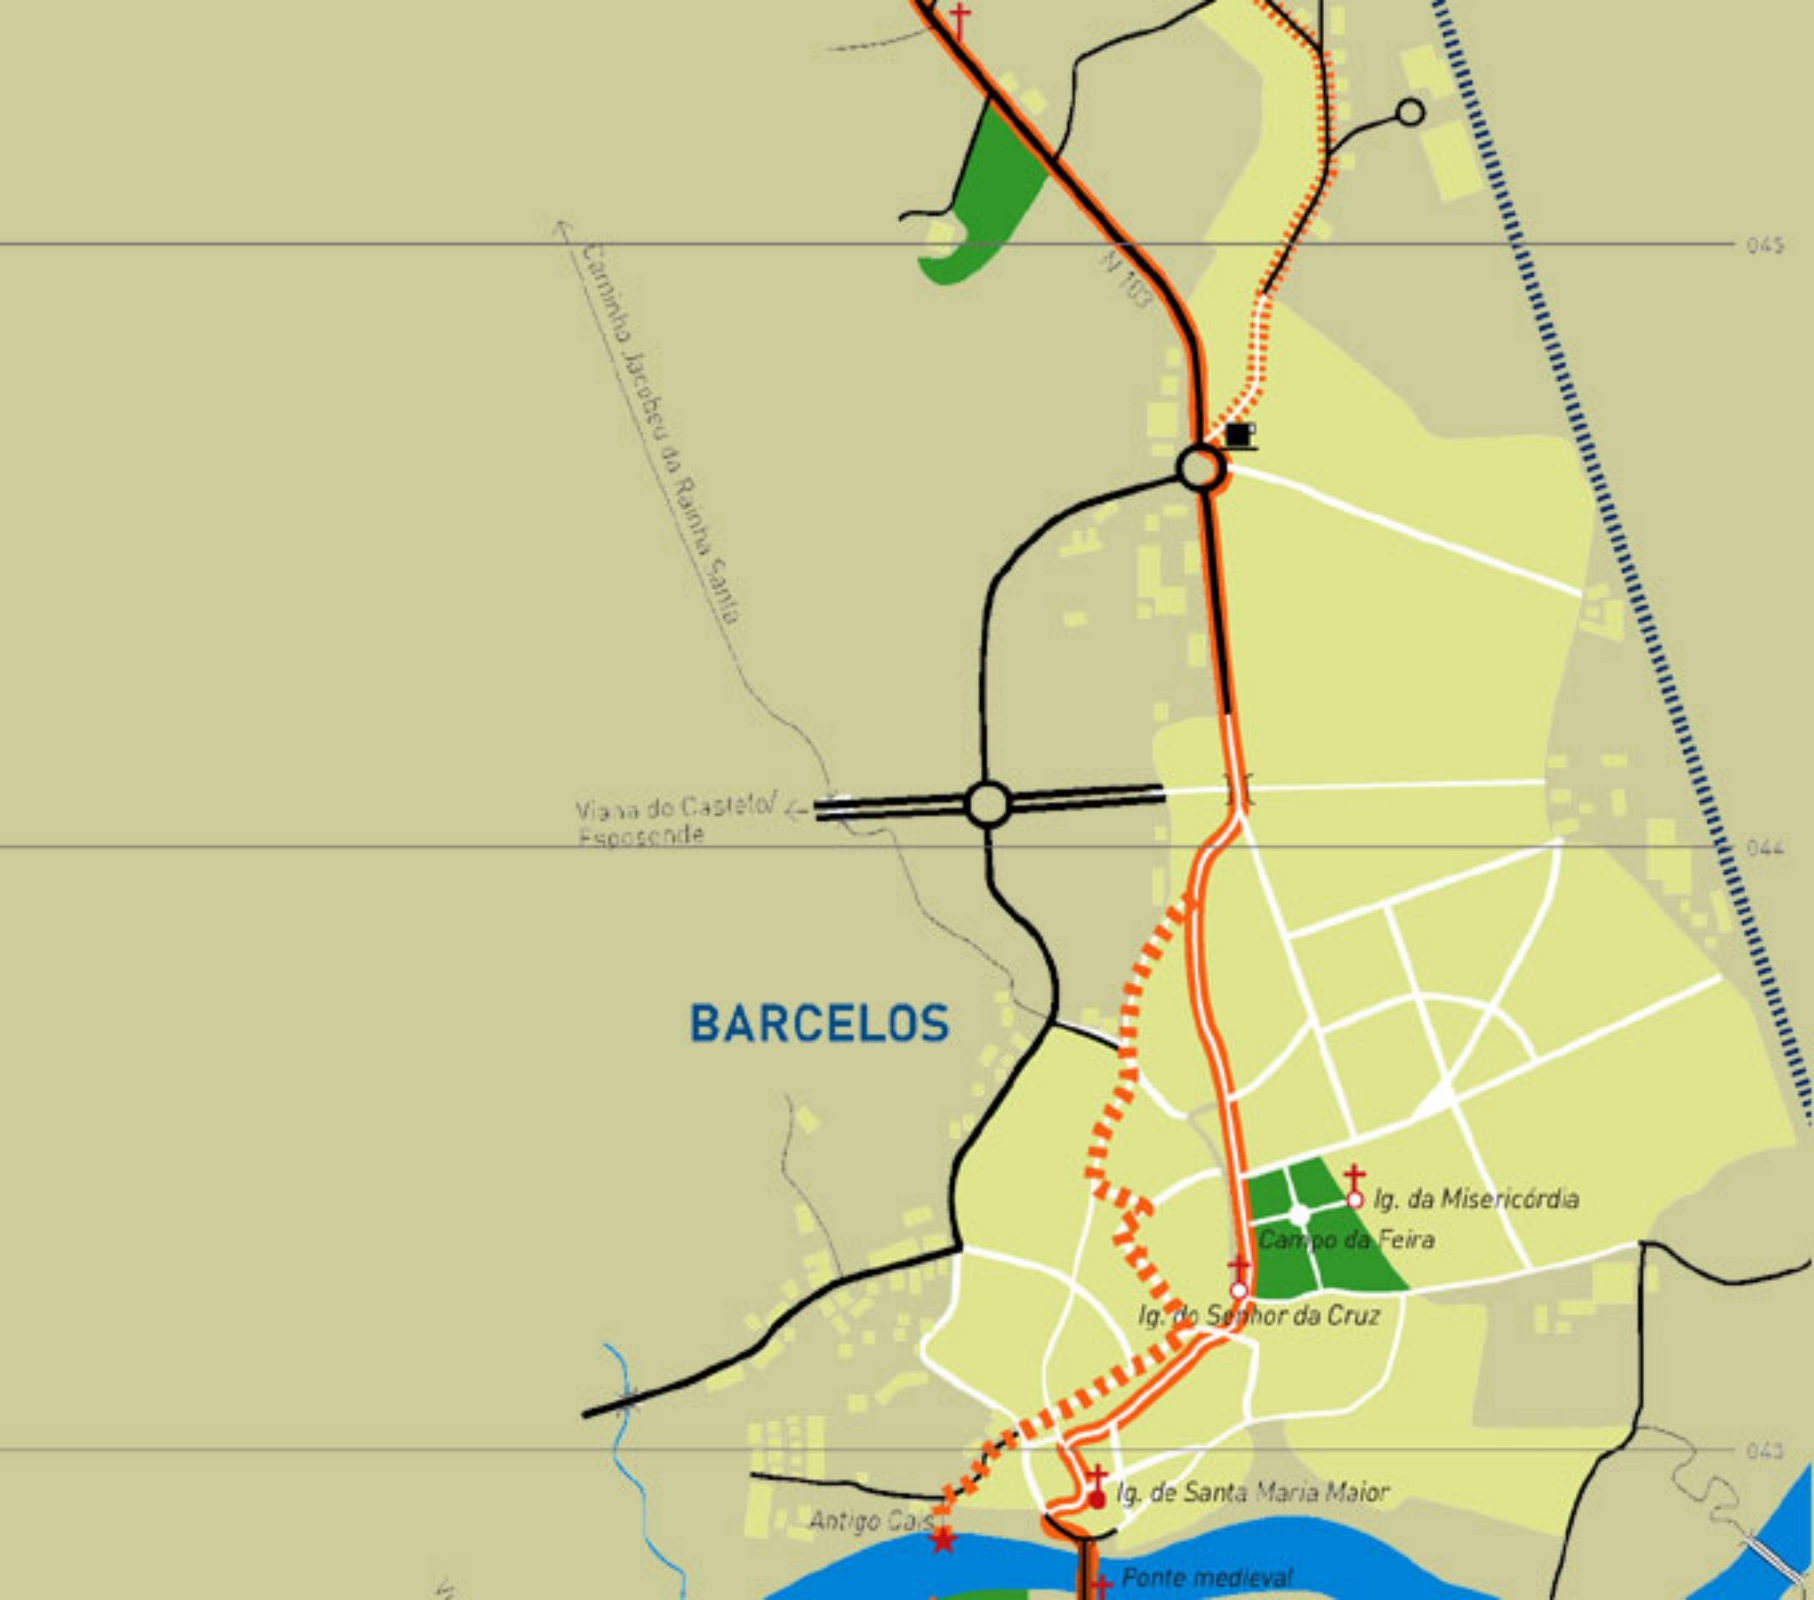 045
N 103
Caminho Jacobeu da Rainha Santa
Viana do Castelo/
Esposende
044
BARCELOS
Ig. da Misericórdia
Campo da Feira
Ig. do Senhor da Cruz
043
Ig. de Santa Maria Maior
Antigo Cais
Ponte medieval